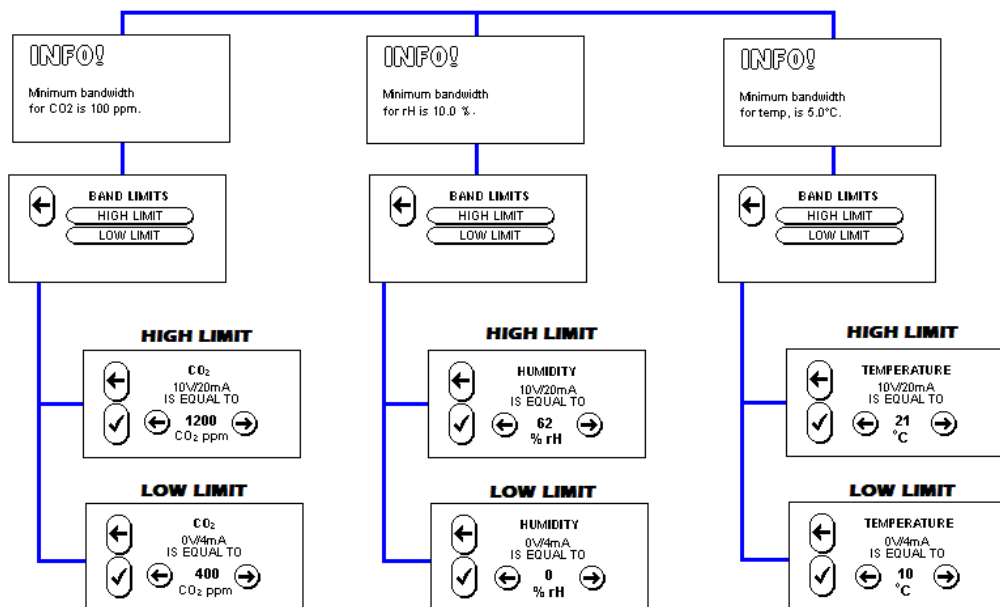 INFO!
Minimum bandwidth
for CO2 is 100 ppm.
BAND LIMITS
HIGH LIMIT
LOW LIMIT
HIGH LIMIT
CO₂
10V/20mA
IS EQUAL TO
1200
CO₂ ppm
LOW LIMIT
CO₂
0V/4mA
IS EQUAL TO
400
CO₂ ppm
INFO!
Minimum bandwidth
for rH is 10.0 %.
BAND LIMITS
HIGH LIMIT
LOW LIMIT
HIGH LIMIT
HUMIDITY
10V/20mA
IS EQUAL TO
62
% rH
LOW LIMIT
HUMIDITY
0V/4mA
IS EQUAL TO
0
% rH
INFO!
Minimum bandwidth
for temp, is 5.0°C.
BAND LIMITS
HIGH LIMIT
LOW LIMIT
HIGH LIMIT
TEMPERATURE
10V/20mA
IS EQUAL TO
21
°C
LOW LIMIT
TEMPERATURE
0V/4mA
IS EQUAL TO
10
°C